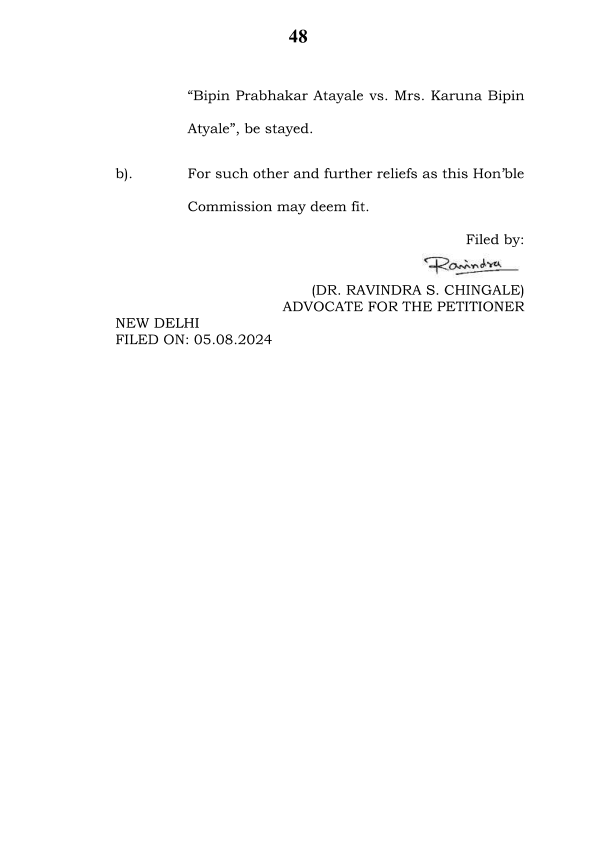 48
“Bipin Prabhakar Atayale vs. Mrs. Karuna Bipin
Atyale”, be stayed.
b). For such other and further reliefs as this Hon’ble
Commission may deem fit.
Filed by:
Ravindra
(DR. RAVINDRA S. CHINGALE)
ADVOCATE FOR THE PETITIONER
NEW DELHI
FILED ON: 05.08.2024